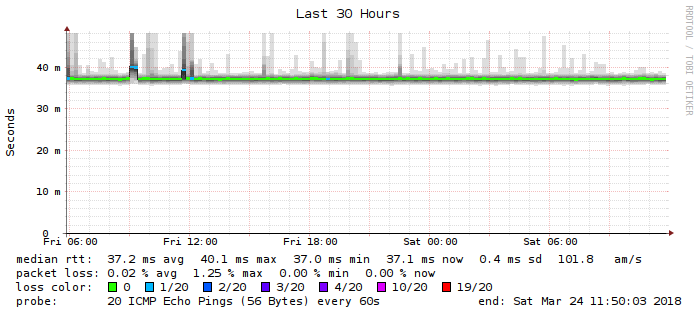 Last 30 Hours
RRDTOOL / TOBI OETIKER
Seconds
40 m
30 m
20 m
10 m
0
Fri 06:00 Fri 12:00 Fri 18:00 Sat 00:00 Sat 06:00
median rtt: 37.2 ms avg 40.1 ms max 37.0 ms min 37.1 ms now 0.4 ms sd 101.8 am/s
packet loss: 0.02 % avg 1.25 % max 0.00 % min 0.00 % now
loss color: 0 1/20 2/20 3/20 4/20 10/20 19/20
probe: 20 ICMP Echo Pings (56 Bytes) every 60s end: Sat Mar 24 11:50:03 2018